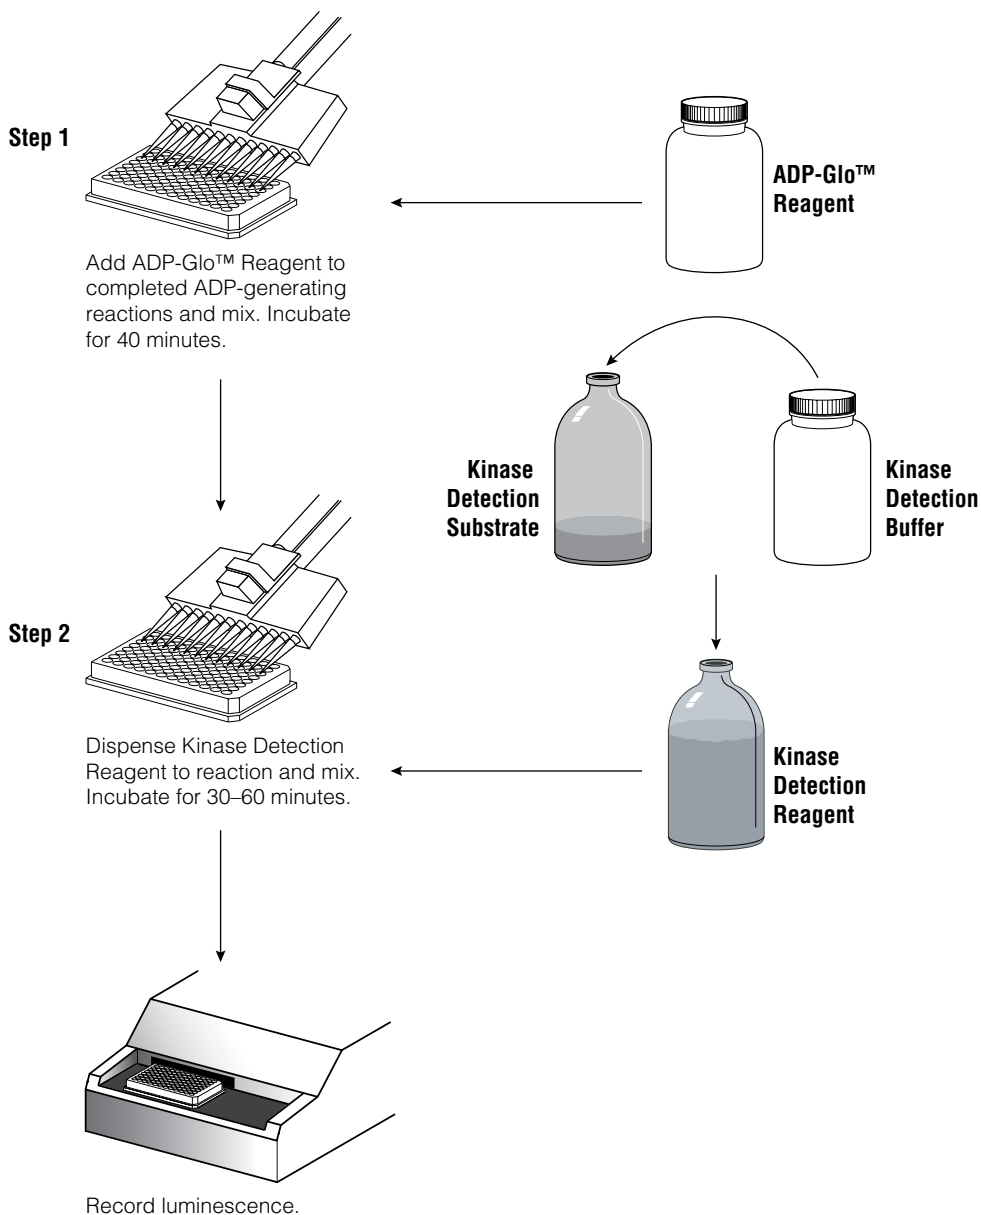 Step 1
ADP-Glo™
Reagent
Add ADP-Glo™ Reagent to
completed ADP-generating
reactions and mix. Incubate
for 40 minutes.
Kinase
Detection
Substrate
Kinase
Detection
Buffer
Step 2
Dispense Kinase Detection
Reagent to reaction and mix.
Incubate for 30–60 minutes.
Kinase
Detection
Reagent
Record luminescence.